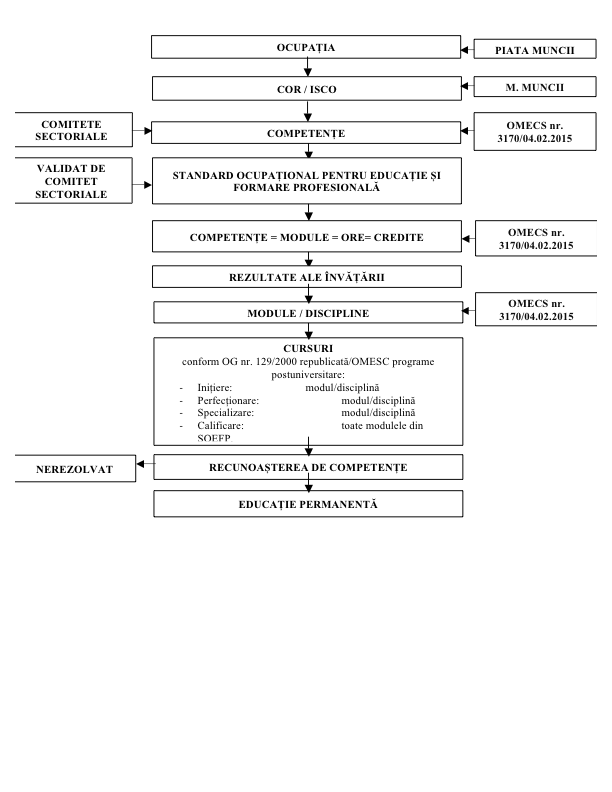 OCUPAȚIA
PIATA MUNCII
COR / ISCO
M. MUNCII
COMITETE
SECTORIALE
COMPETENȚE
OMECS nr.
3170/04.02.2015
VALIDAT DE
COMITET
SECTORIALE
STANDARD OCUPAȚIONAL PENTRU EDUCAȚIE ȘI
FORMARE PROFESIONALĂ
COMPETENȚE = MODULE = ORE= CREDITE
OMECS nr.
3170/04.02.2015
REZULTATE ALE ÎNVĂȚĂRII
MODULE / DISCIPLINE
OMECS nr.
3170/04.02.2015
CURSURI
conform OG nr. 129/2000 republicată/OMESC programe
postuniversitare:
- Inițiere: modul/disciplină
- Perfecționare: modul/disciplină
- Specializare: modul/disciplină
- Calificare: toate modulele din
SOEFP
NEREZOLVAT
RECUNOAȘTEREA DE COMPETENȚE
EDUCAȚIE PERMANENTĂ